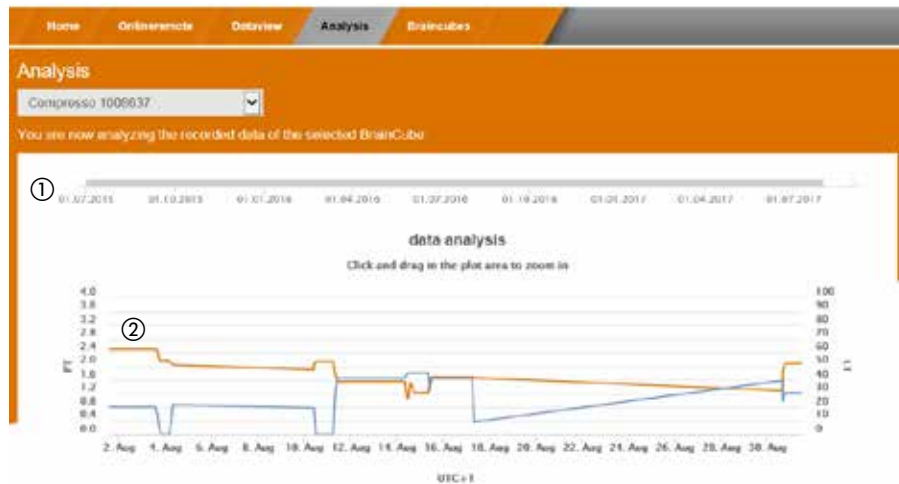 Home Onlineremote Dataview Analysis Braincubes
Analysis
Compresso 1008637
You are now analyzing the recorded data of the selected BrainCube
①
01.07.2015 01.10.2015 01.01.2016 01.04.2016 01.07.2016 01.10.2016 01.01.2017 01.04.2017 01.07.2017
data analysis
Click and drag in the plot area to zoom in
②
4.0 100
3.6 90
3.2 80
2.8 70
2.4 60
2.0 50
1.6 40
1.2 30
0.8 20
0.4 10
0.0 0
PT
LT
2. Aug 4. Aug 6. Aug 8. Aug 10. Aug 12. Aug 14. Aug 16. Aug 18. Aug 20. Aug 22. Aug 24. Aug 26. Aug 28. Aug 30. Aug
UTC+1